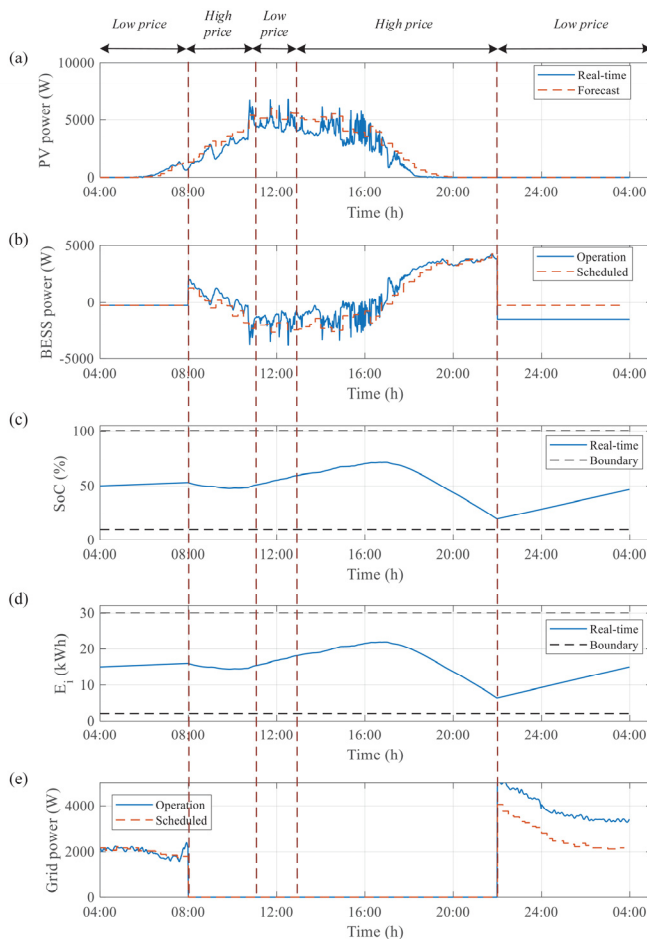 Low price High price Low price High price Low price
(a)
10000
5000
0
PV power (W)
Real-time
Forecast
04:00 08:00 12:00 16:00 20:00 24:00 04:00
Time (h)
(b)
5000
0
-5000
BESS power (W)
Operation
Scheduled
04:00 08:00 12:00 16:00 20:00 24:00 04:00
Time (h)
(c)
100
50
0
SoC (%)
Real-time
Boundary
04:00 08:00 12:00 16:00 20:00 24:00 04:00
Time (h)
(d)
30
20
10
0
E_i (kWh)
Real-time
Boundary
04:00 08:00 12:00 16:00 20:00 24:00 04:00
Time (h)
(e)
4000
2000
0
Grid power (W)
Operation
Scheduled
04:00 08:00 12:00 16:00 20:00 24:00 04:00
Time (h)